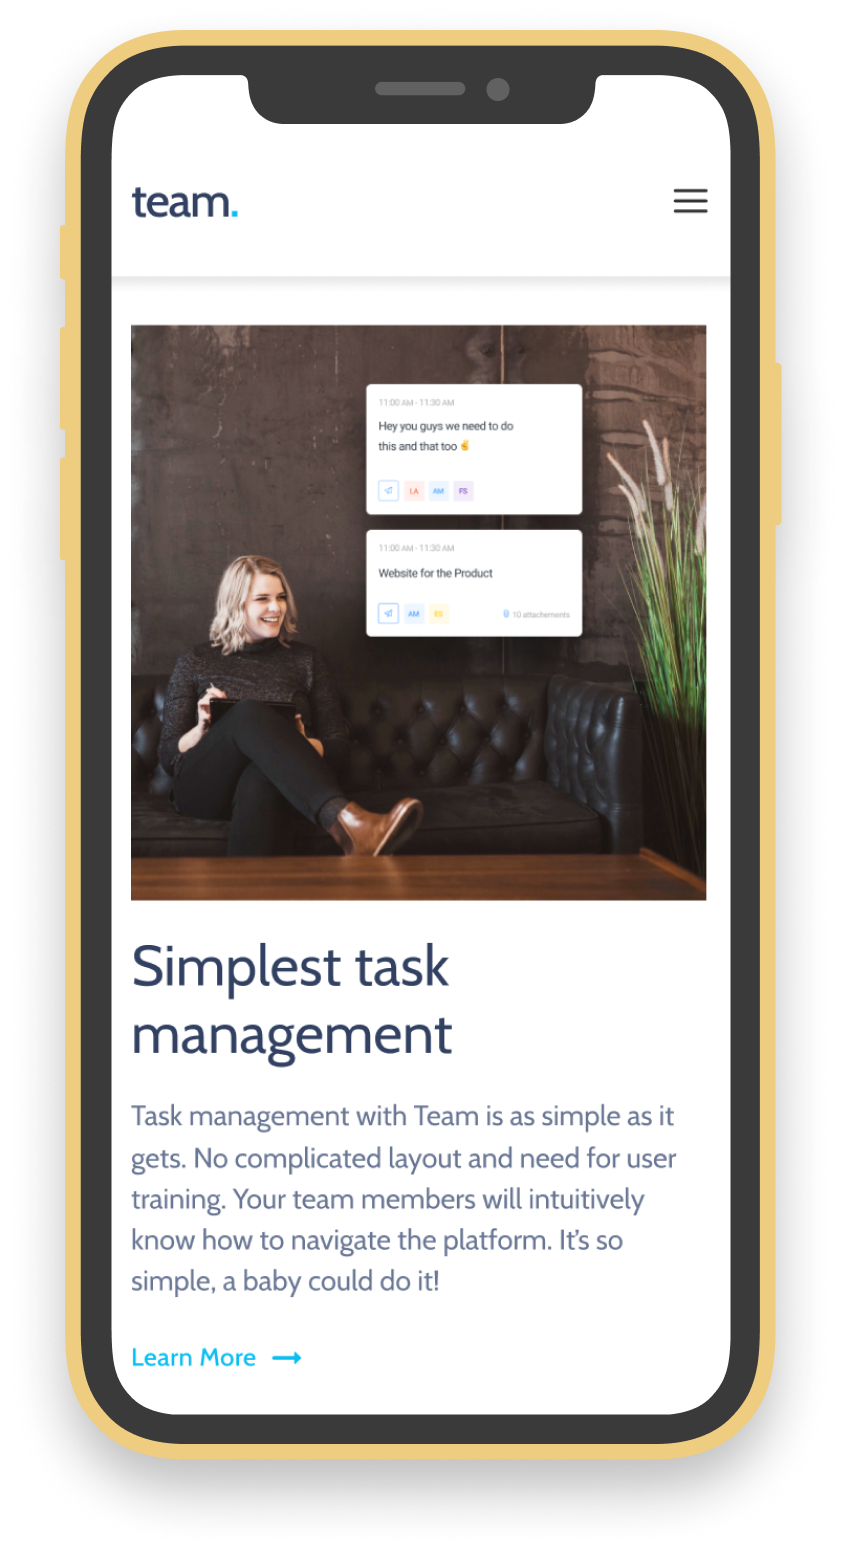 team.
11:00 AM - 11:30 AM
Hey you guys we need to do
this and that too ✌️
I.A AM PS
11:00 AM - 11:30 AM
Website for the Product
AM ES 10 attachements
Simplest task
management
Task management with Team is as simple as it
gets. No complicated layout and need for user
training. Your team members will intuitively
know how to navigate the platform. It’s so
simple, a baby could do it!
Learn More